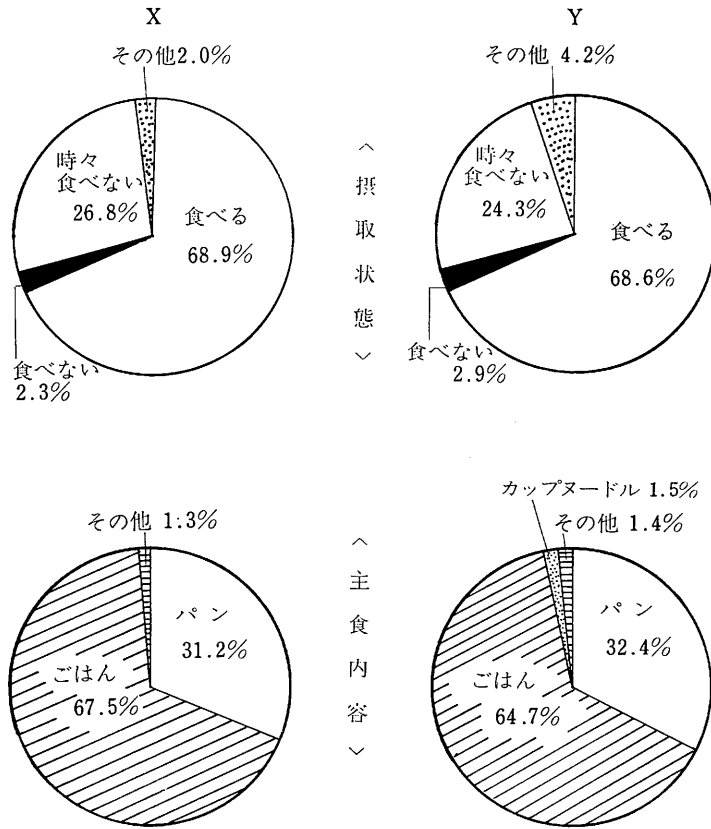 X
その他2.0%
時々
食べない
26.8%
食べる
68.9%
食べない
2.3%
Y
その他 4.2%
時々
食べない
24.3%
食べる
68.6%
食べない
2.9%
〈摂取状態〉
その他 1.3%
パン
31.2%
ごはん
67.5%
カップヌードル 1.5%
その他 1.4%
パン
32.4%
ごはん
64.7%
〈主食内容〉